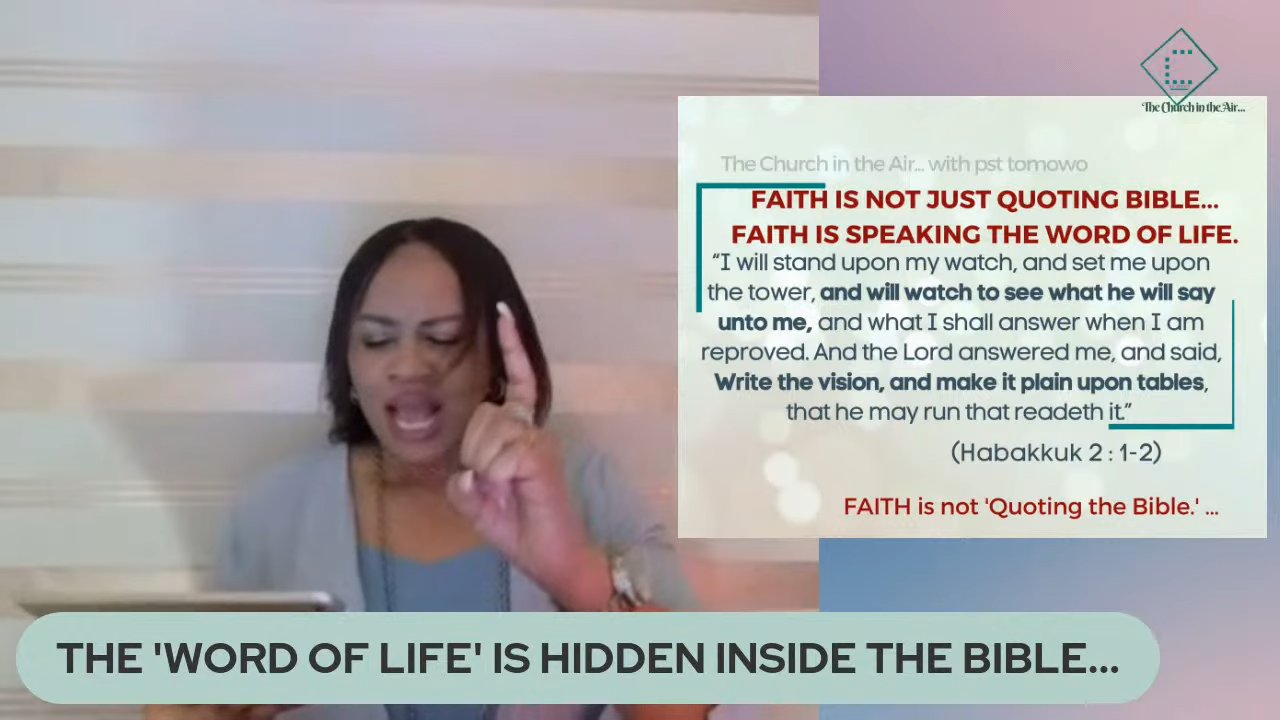 The Church in the Air...
The Church in the Air... with pst tomowo
FAITH IS NOT JUST QUOTING BIBLE...
FAITH IS SPEAKING THE WORD OF LIFE.
“I will stand upon my watch, and set me upon
the tower, and will watch to see what he will say
unto me, and what I shall answer when I am
reproved. And the Lord answered me, and said,
Write the vision, and make it plain upon tables,
that he may run that readeth it.”
(Habakkuk 2 : 1-2)
FAITH is not 'Quoting the Bible.' ...
THE 'WORD OF LIFE' IS HIDDEN INSIDE THE BIBLE...